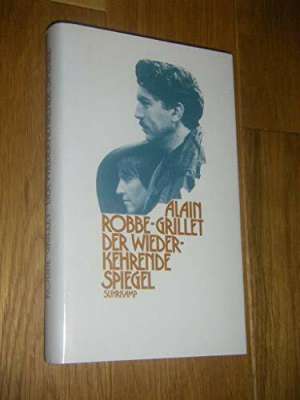 ALAIN
ROBBE-GRILLET
DER WIEDER-
KEHRENDE
SPIEGEL
SUHRKAMP